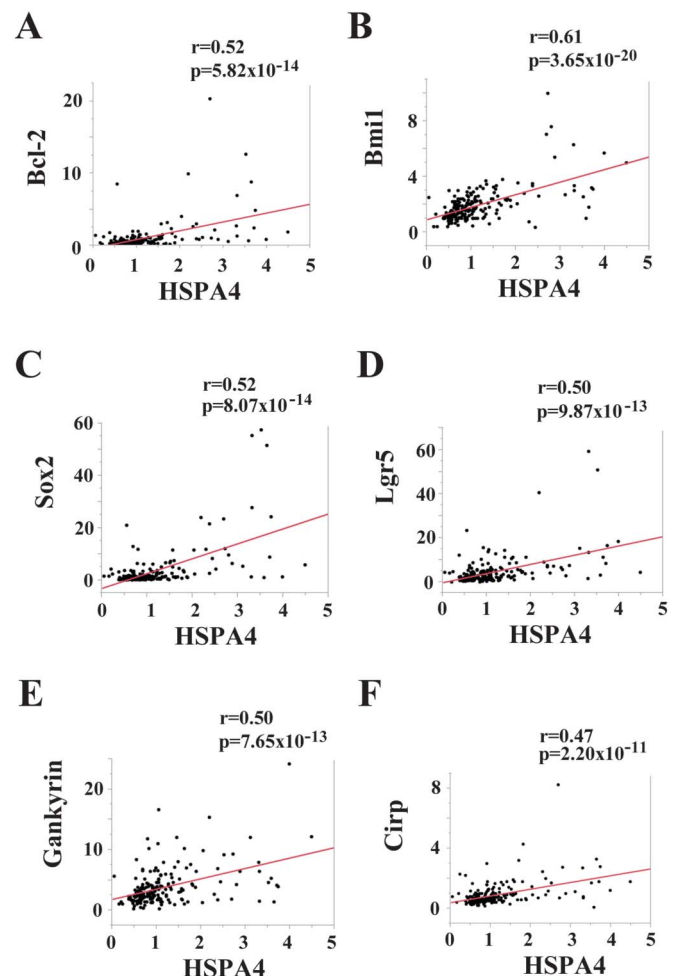 A
r=0.52
p=5.82x10-14
Bcl-2
20
10
0
0 1 2 3 4 5
HSPA4
B
r=0.61
p=3.65x10-20
Bmi1
8
4
0
0 1 2 3 4 5
HSPA4
C
r=0.52
p=8.07x10-14
Sox2
60
40
20
0
0 1 2 3 4 5
HSPA4
D
r=0.50
p=9.87x10-13
Lgr5
60
40
20
0
0 1 2 3 4 5
HSPA4
E
r=0.50
p=7.65x10-13
Gankyrin
20
10
0
0 1 2 3 4 5
HSPA4
F
r=0.47
p=2.20x10-11
Cirp
8
4
0
0 1 2 3 4 5
HSPA4